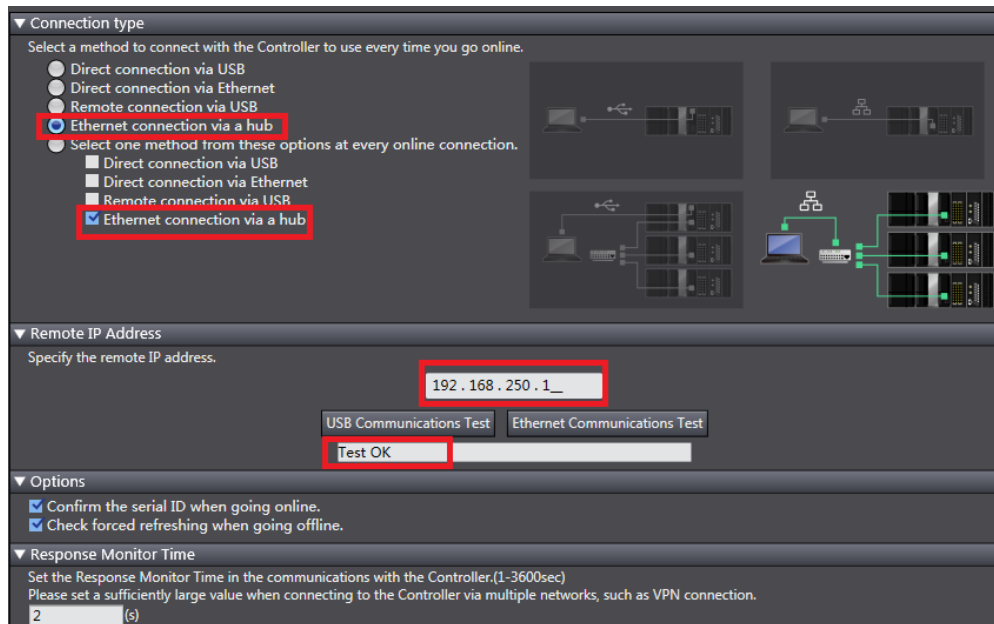 Connection type
Select a method to connect with the Controller to use every time you go online.
Direct connection via USB
Direct connection via Ethernet
Remote connection via USB
Ethernet connection via a hub
Select one method from these options at every online connection.
Direct connection via USB
Direct connection via Ethernet
Remote connection via USB
Ethernet connection via a hub
Remote IP Address
Specify the remote IP address.
192 . 168 . 250 . 1_
USB Communications Test Ethernet Communications Test
Test OK
Options
Confirm the serial ID when going online.
Check forced refreshing when going offline.
Response Monitor Time
Set the Response Monitor Time in the communications with the Controller.(1-3600sec)
Please set a sufficiently large value when connecting to the Controller via multiple networks, such as VPN connection.
2 (s)